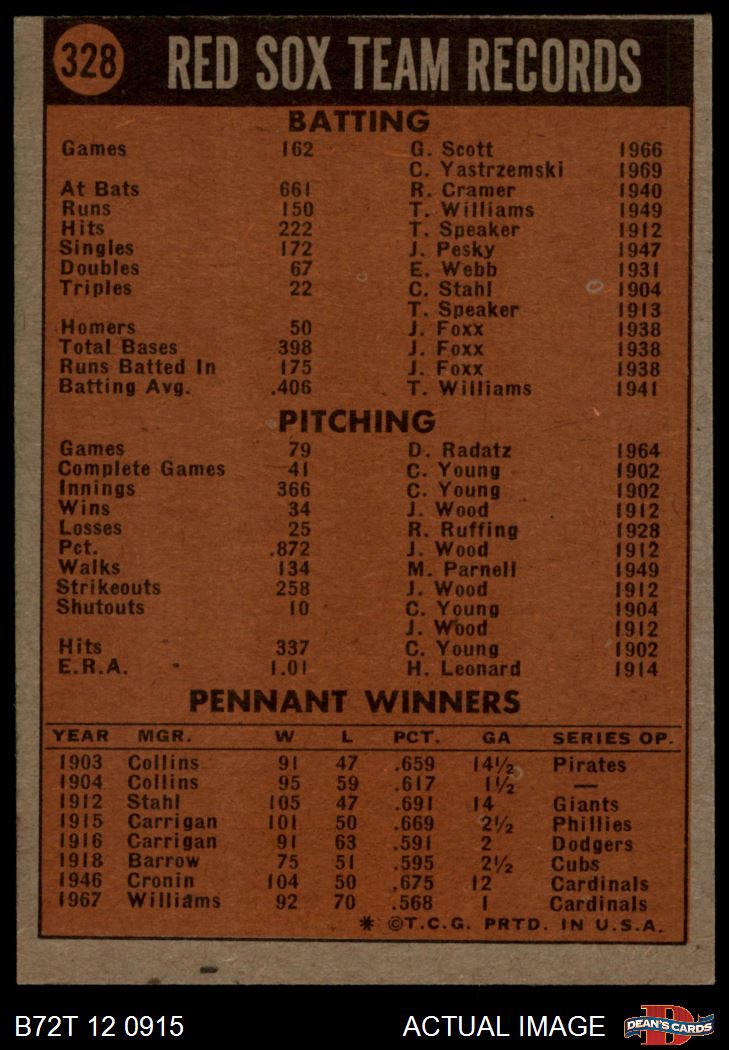 328 RED SOX TEAM RECORDS
BATTING
Games 162 G. Scott 1966
C. Yastrzemski 1969
At Bats 661 R. Cramer 1940
Runs 150 T. Williams 1949
Hits 222 T. Speaker 1912
Singles 172 J. Pesky 1947
Doubles 67 E. Webb 1931
Triples 22 C. Stahl 1904
T. Speaker 1913
Homers 50 J. Foxx 1938
Total Bases 398 J. Foxx 1938
Runs Batted In 175 J. Foxx 1938
Batting Avg. .406 T. Williams 1941
PITCHING
Games 79 D. Radatz 1964
Complete Games 41 C. Young 1902
Innings 366 C. Young 1902
Wins 34 J. Wood 1912
Losses 25 R. Ruffing 1928
Pct. .872 J. Wood 1912
Walks 134 M. Parnell 1949
Strikeouts 258 J. Wood 1912
Shutouts 10 C. Young 1904
J. Wood 1912
Hits 337 C. Young 1902
E.R.A. 1.01 H. Leonard 1914
PENNANT WINNERS
YEAR MGR. W L PCT. GA SERIES OP.
1903 Collins 91 47 .659 14½ Pirates
1904 Collins 95 59 .617 1½ —
1912 Stahl 105 47 .691 14 Giants
1915 Carrigan 101 50 .669 2½ Phillies
1916 Carrigan 91 63 .591 2 Dodgers
1918 Barrow 75 51 .595 2½ Cubs
1946 Cronin 104 50 .675 12 Cardinals
1967 Williams 92 70 .568 1 Cardinals
* ©T.C.G. PRTD. IN U.S.A.
B72T 12 0915 ACTUAL IMAGE DEAN'S CARDS